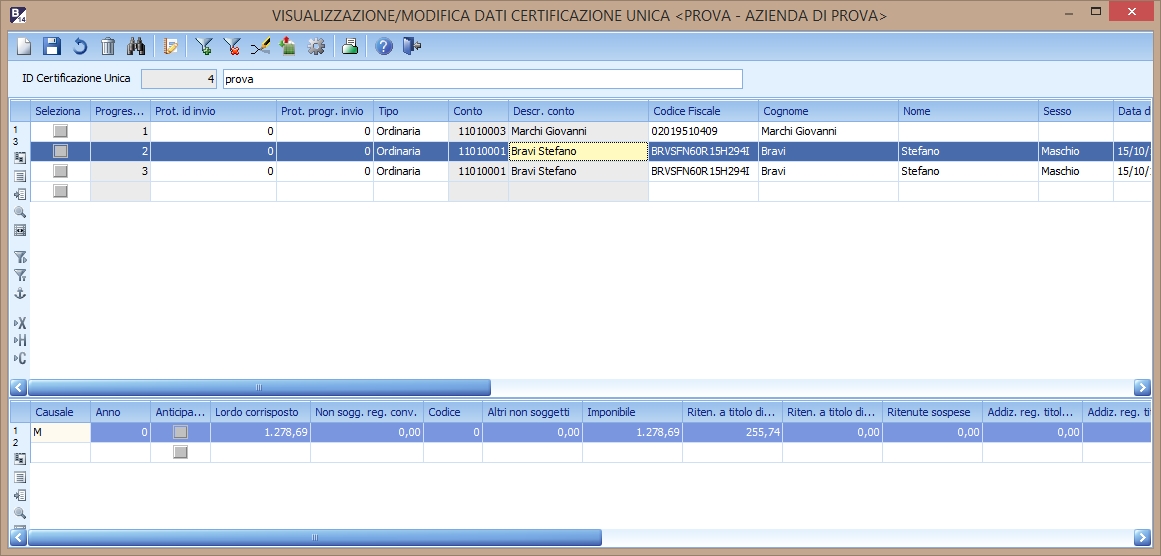 VISUALIZZAZIONE/MODIFICA DATI CERTIFICAZIONE UNICA <PROVA - AZIENDA DI PROVA>
ID Certificazione Unica 4 prova
Seleziona Progres... Prot. id invio Prot. progr. invio Tipo Conto Descr. conto Codice Fiscale Cognome Nome Sesso Data d
1 0 0 Ordinaria 11010003 Marchi Giovanni 02019510409 Marchi Giovanni
2 0 0 Ordinaria 11010001 Bravi Stefano BRVSFN60R15H294I Bravi Stefano Maschio 15/10/
3 0 0 Ordinaria 11010001 Bravi Stefano BRVSFN60R15H294I Bravi Stefano Maschio 15/10/
1
3
X
H
C
Causale Anno Anticipa... Lordo corrisposto Non sogg. reg. conv. Codice Altri non soggetti Imponibile Riten. a titolo di... Riten. a titolo di... Ritenute sospese Addiz. reg. titol... Addiz. reg. ti
M 0 1.278,69 0,00 0 0,00 1.278,69 255,74 0,00 0,00 0,00
1
2